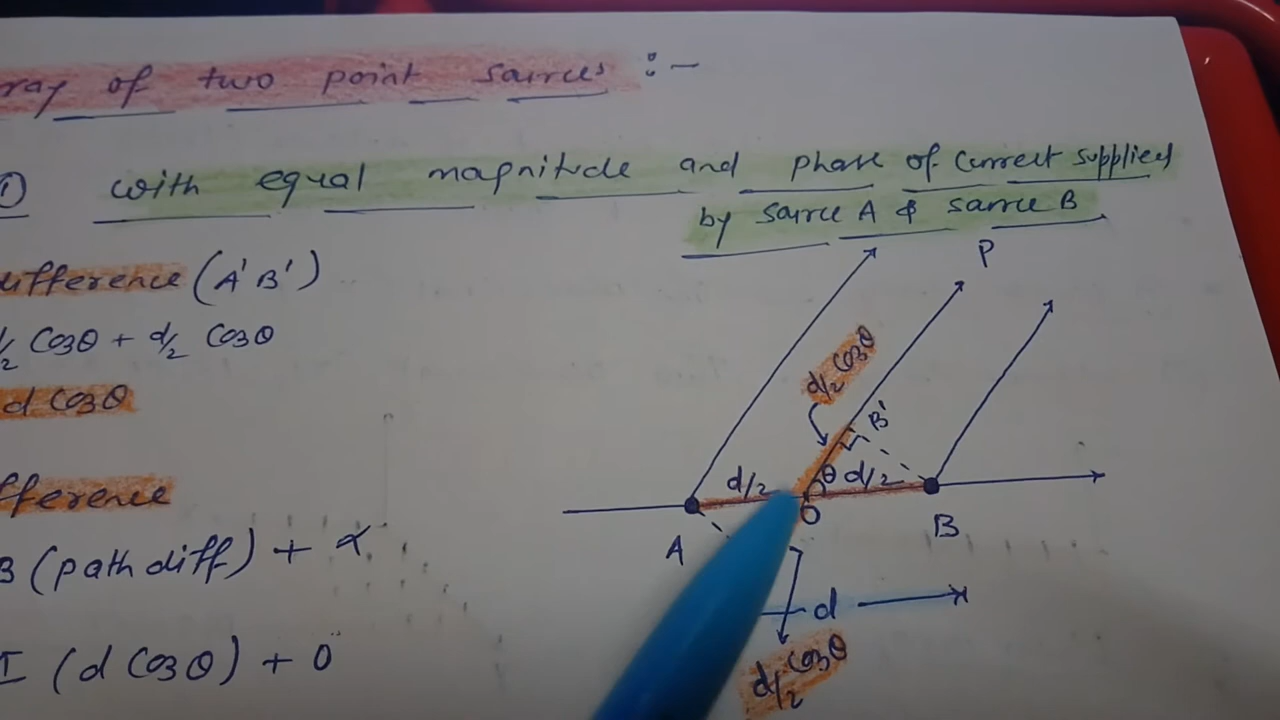 ray of two point sources :-
① with equal magnitude and phase of current supplied
by source A & source B
difference (A'B')
d/2 Cosθ + d/2 Cosθ
d Cosθ
fference
B (path diff) + α
(d Cosθ) + 0
P
d/2 Cosθ
B'
d/2 θ d/2
A O B
d
d/2 Cosθ